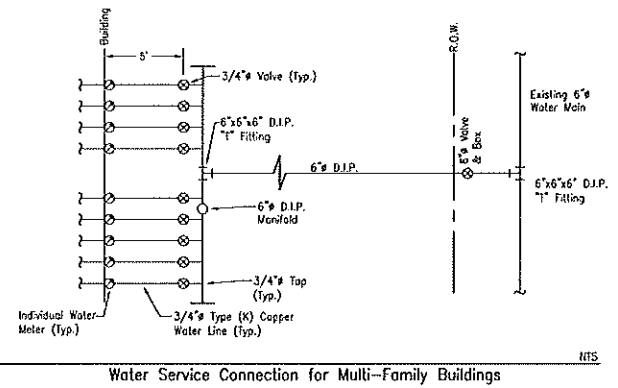 Building
5'
3/4"ø Valve (Typ.)
6"x6"x6" D.I.P.
"T" Fitting
6"ø D.I.P.
R.O.W.
6"ø Valve
& Box
Existing 6"ø
Water Main
6"x6"x6" D.I.P.
"T" Fitting
6"ø D.I.P.
Manifold
3/4"ø Tap
(Typ.)
Individual Water
Meter (Typ.)
3/4"ø Type (K) Copper
Water Line (Typ.)
NTS
Water Service Connection for Multi-Family Buildings